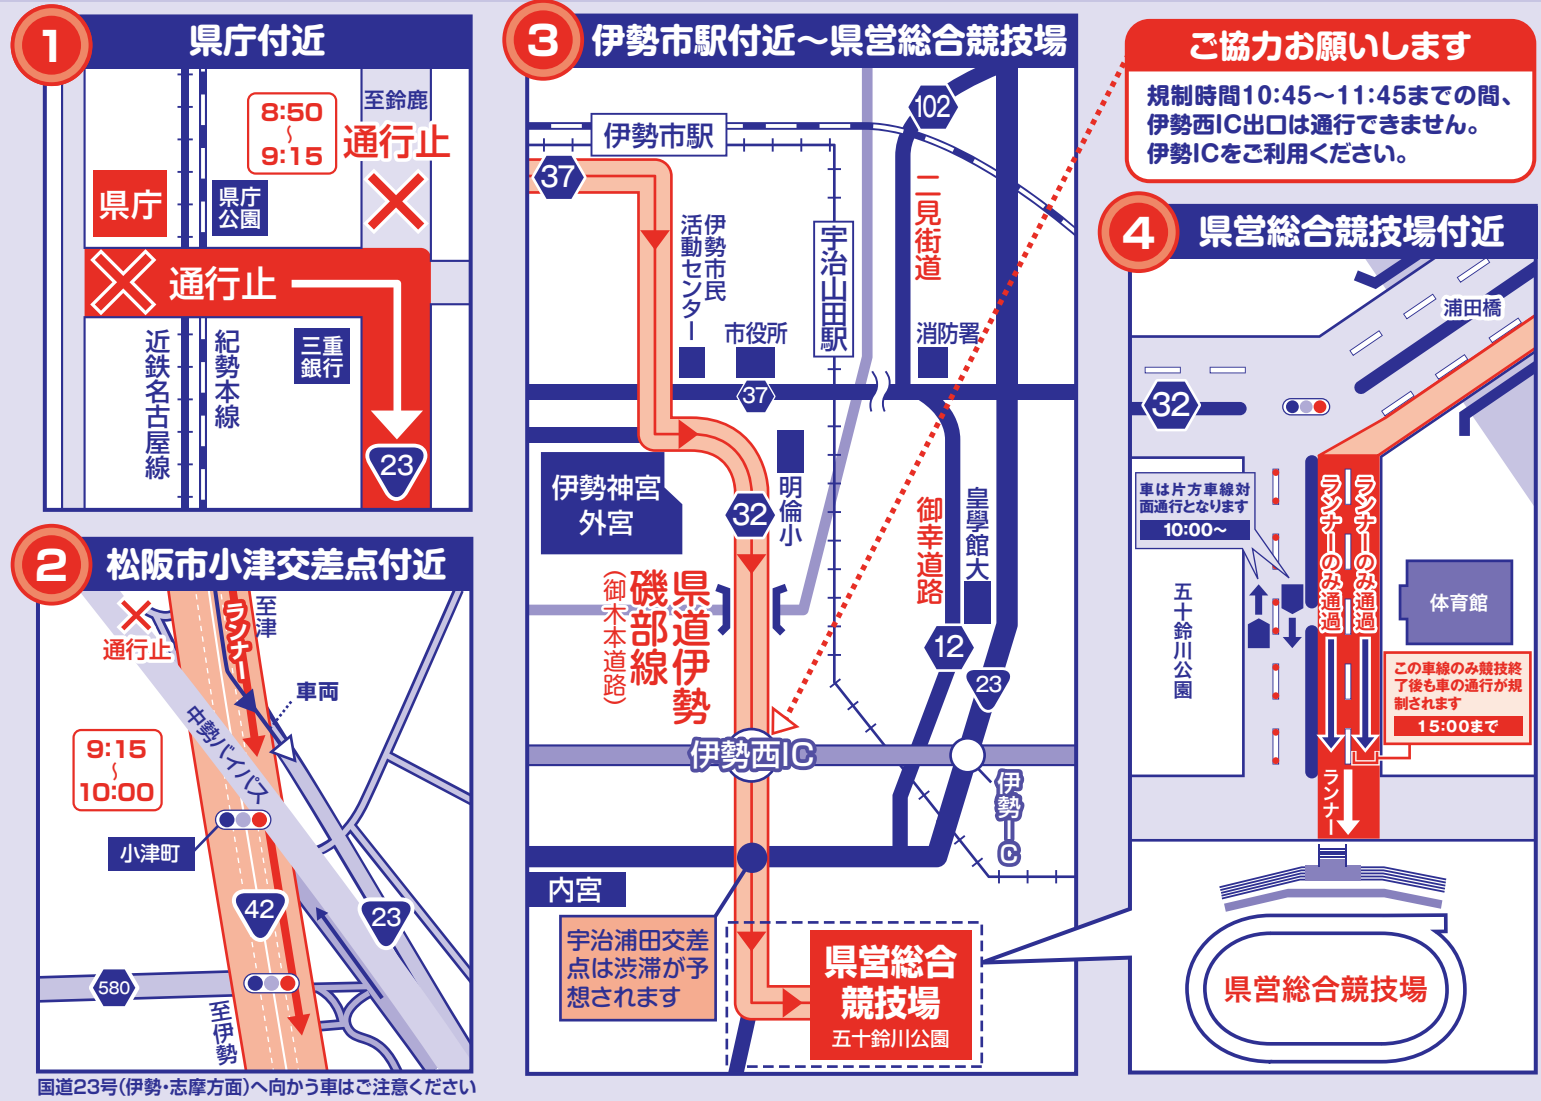 1 県庁付近
8:50
〜
9:15
至鈴鹿
通行止
県庁
県庁
公園
通行止
近鉄名古屋線
紀勢本線
三重
銀行
23
2 松阪市小津交差点付近
通行止
ランナー
至津
車両
中勢バイパス
9:15
〜
10:00
小津町
42
23
580
至伊勢
国道23号(伊勢・志摩方面)へ向かう車はご注意ください
3 伊勢市駅付近〜県営総合競技場
102
伊勢市駅
37
二見街道
伊勢市民
活動センター
宇治山田駅
市役所
消防署
37
伊勢神宮
外宮
明倫小
32
御幸道路
皇學館大
県道伊勢
磯部線
(御木本道路)
12
23
伊勢西IC
伊勢IC
内宮
宇治浦田交差
点は渋滞が予
想されます
県営総合
競技場
五十鈴川公園
ご協力お願いします
規制時間10:45〜11:45までの間、
伊勢西IC出口は通行できません。
伊勢ICをご利用ください。
4 県営総合競技場付近
浦田橋
32
車は片方車線対
面通行となります
10:00〜
ランナーのみ通過
ランナーのみ通過
五十鈴川公園
体育館
この車線のみ競技終
了後も車の通行が規
制されます
15:00まで
ランナー
県営総合競技場